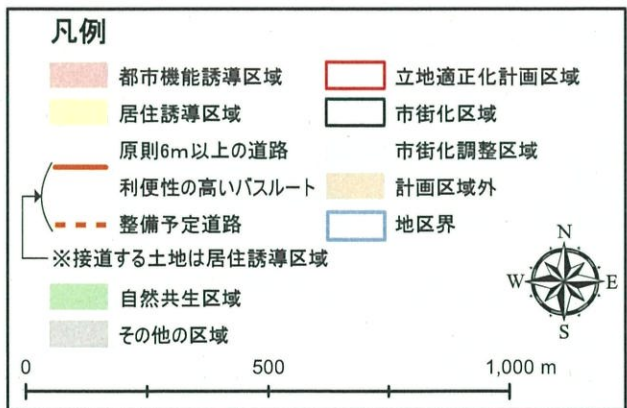 凡例
都市機能誘導区域
居住誘導区域
原則6m以上の道路
利便性の高いバスルート
整備予定道路
※接道する土地は居住誘導区域
自然共生区域
その他の区域
立地適正化計画区域
市街化区域
市街化調整区域
計画区域外
地区界
N
W E
S
0 500 1,000 m